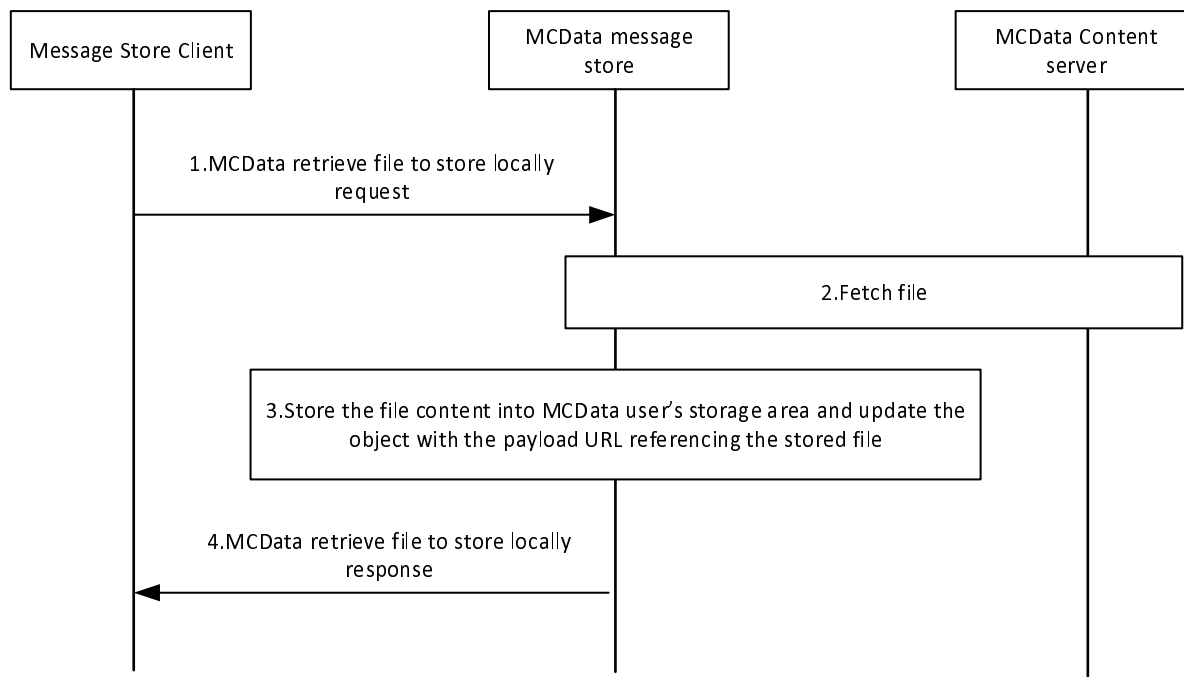 Message Store Client
MCData message
store
MCData Content
server
1.MCData retrieve file to store locally
request
2.Fetch file
3.Store the file content into MCData user’s storage area and update the
object with the payload URL referencing the stored file
4.MCData retrieve file to store locally
response